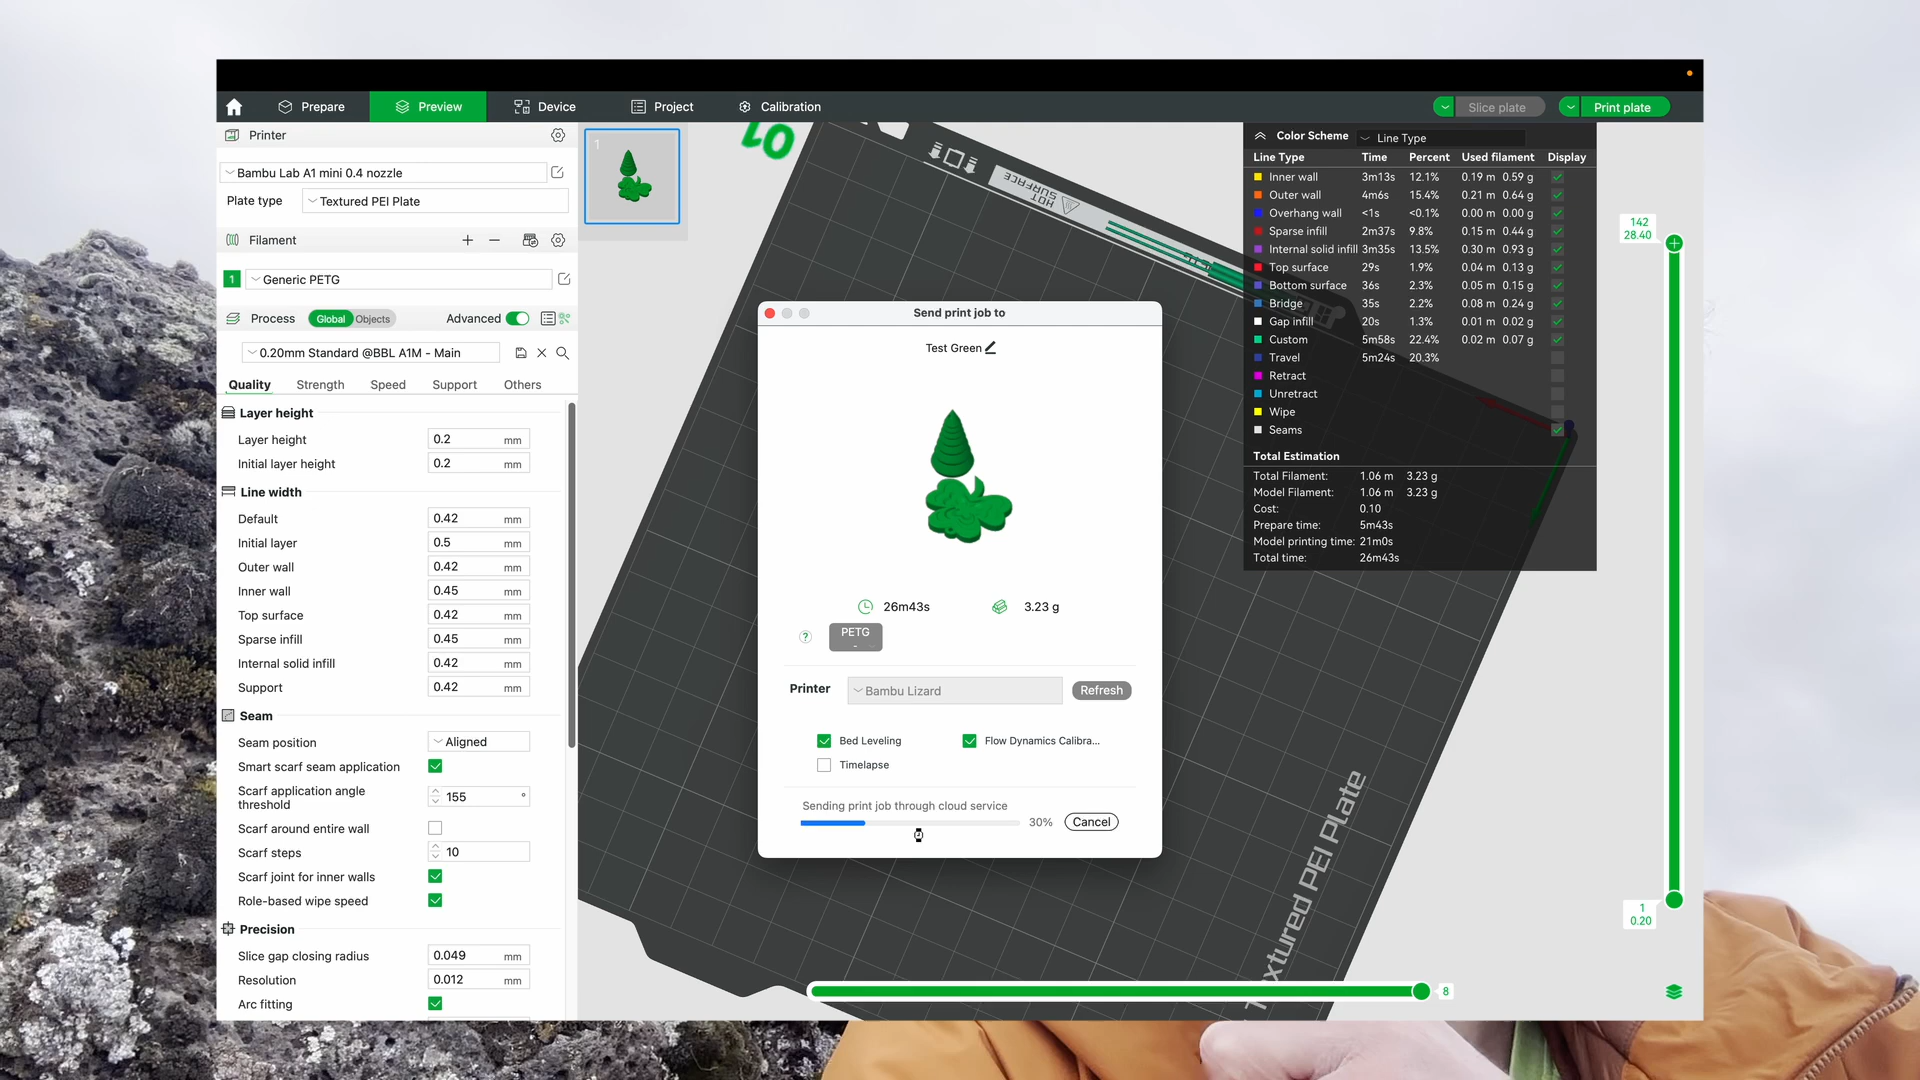 Prepare
Preview
Device
Project
Calibration
Slice plate
Print plate
Printer
Bambu Lab A1 mini 0.4 nozzle
Plate type
Textured PEI Plate
Filament
1
Generic PETG
Process
Global
Objects
Advanced
0.20mm Standard @BBL A1M - Main
Quality
Strength
Speed
Support
Others
Layer height
Layer height 0.2 mm
Initial layer height 0.2 mm
Line width
Default 0.42 mm
Initial layer 0.5 mm
Outer wall 0.42 mm
Inner wall 0.45 mm
Top surface 0.42 mm
Sparse infill 0.45 mm
Internal solid infill 0.42 mm
Support 0.42 mm
Seam
Seam position Aligned
Smart scarf seam application
Scarf application angle
threshold
155 °
Scarf around entire wall
Scarf steps 10
Scarf joint for inner walls
Role-based wipe speed
Precision
Slice gap closing radius 0.049 mm
Resolution 0.012 mm
Arc fitting
1
01
HOT
SURFACE
Textured PEI Plate
Send print job to
Test Green
26m43s
3.23 g
?
PETG
-
Printer
Bambu Lizard
Refresh
Bed Leveling
Flow Dynamics Calibra...
Timelapse
Sending print job through cloud service
30%
Cancel
Color Scheme
Line Type
Line Type Time Percent Used filament Display
Inner wall 3m13s 12.1% 0.19 m 0.59 g
Outer wall 4m6s 15.4% 0.21 m 0.64 g
Overhang wall <1s <0.1% 0.00 m 0.00 g
Sparse infill 2m37s 9.8% 0.15 m 0.44 g
Internal solid infill 3m35s 13.5% 0.30 m 0.93 g
Top surface 29s 1.9% 0.04 m 0.13 g
Bottom surface 36s 2.3% 0.05 m 0.15 g
Bridge 35s 2.2% 0.08 m 0.24 g
Gap infill 20s 1.3% 0.01 m 0.02 g
Custom 5m58s 22.4% 0.02 m 0.07 g
Travel 5m24s 20.3%
Retract
Unretract
Wipe
Seams
Total Estimation
Total Filament: 1.06 m 3.23 g
Model Filament: 1.06 m 3.23 g
Cost: 0.10
Prepare time: 5m43s
Model printing time: 21m0s
Total time: 26m43s
142
28.40
1
0.20
8